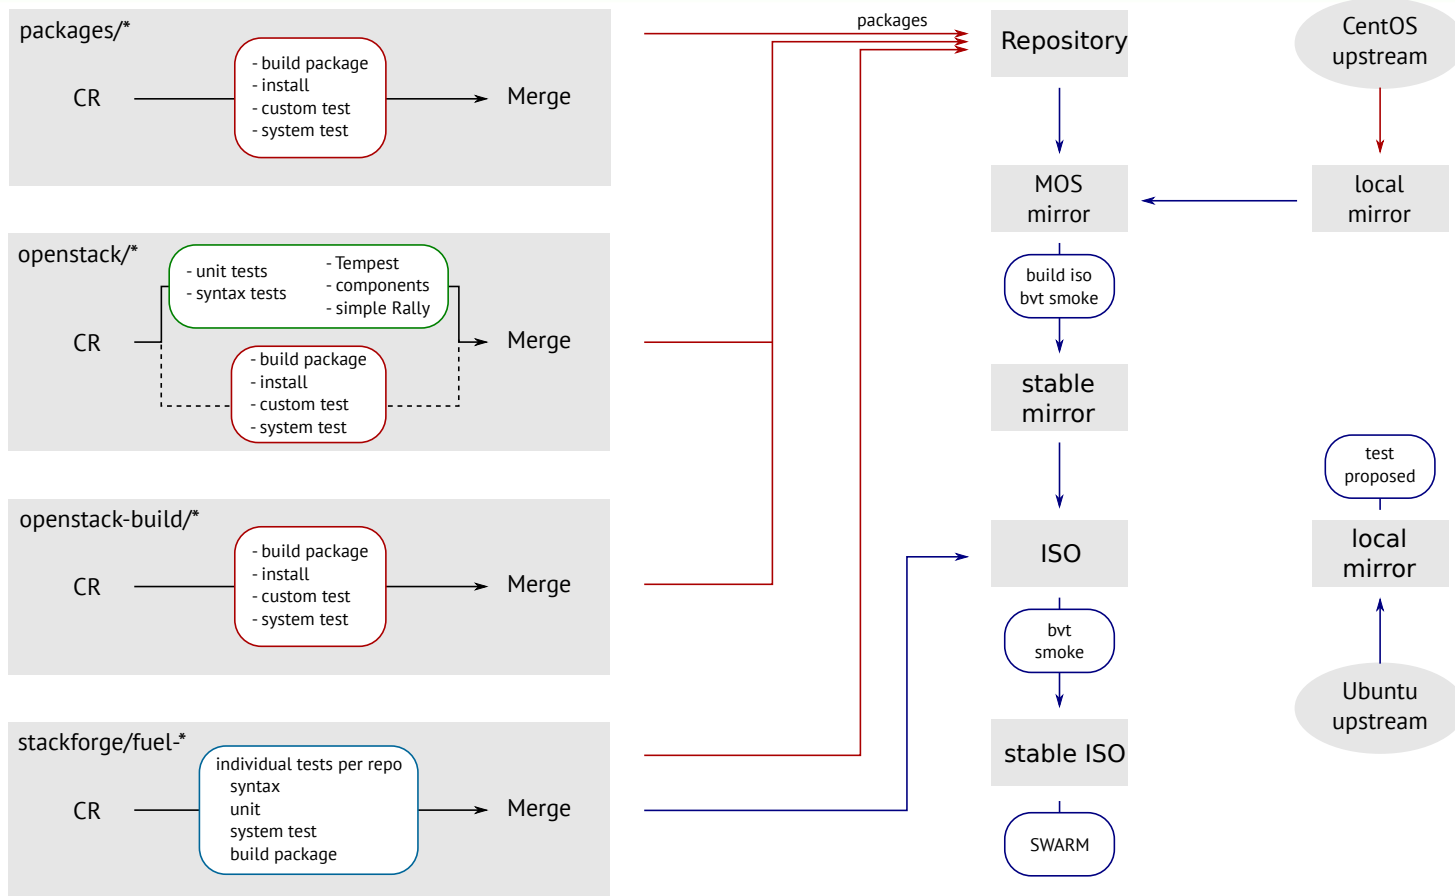 packages/*
CR
- build package
- install
- custom test
- system test
Merge
openstack/*
CR
- unit tests
- syntax tests
- Tempest
- components
- simple Rally
- build package
- install
- custom test
- system test
Merge
openstack-build/*
CR
- build package
- install
- custom test
- system test
Merge
stackforge/fuel-*
CR
individual tests per repo
syntax
unit
system test
build package
Merge
packages
Repository
MOS
mirror
build iso
bvt smoke
stable
mirror
ISO
bvt
smoke
stable ISO
SWARM
CentOS
upstream
local
mirror
test
proposed
local
mirror
Ubuntu
upstream